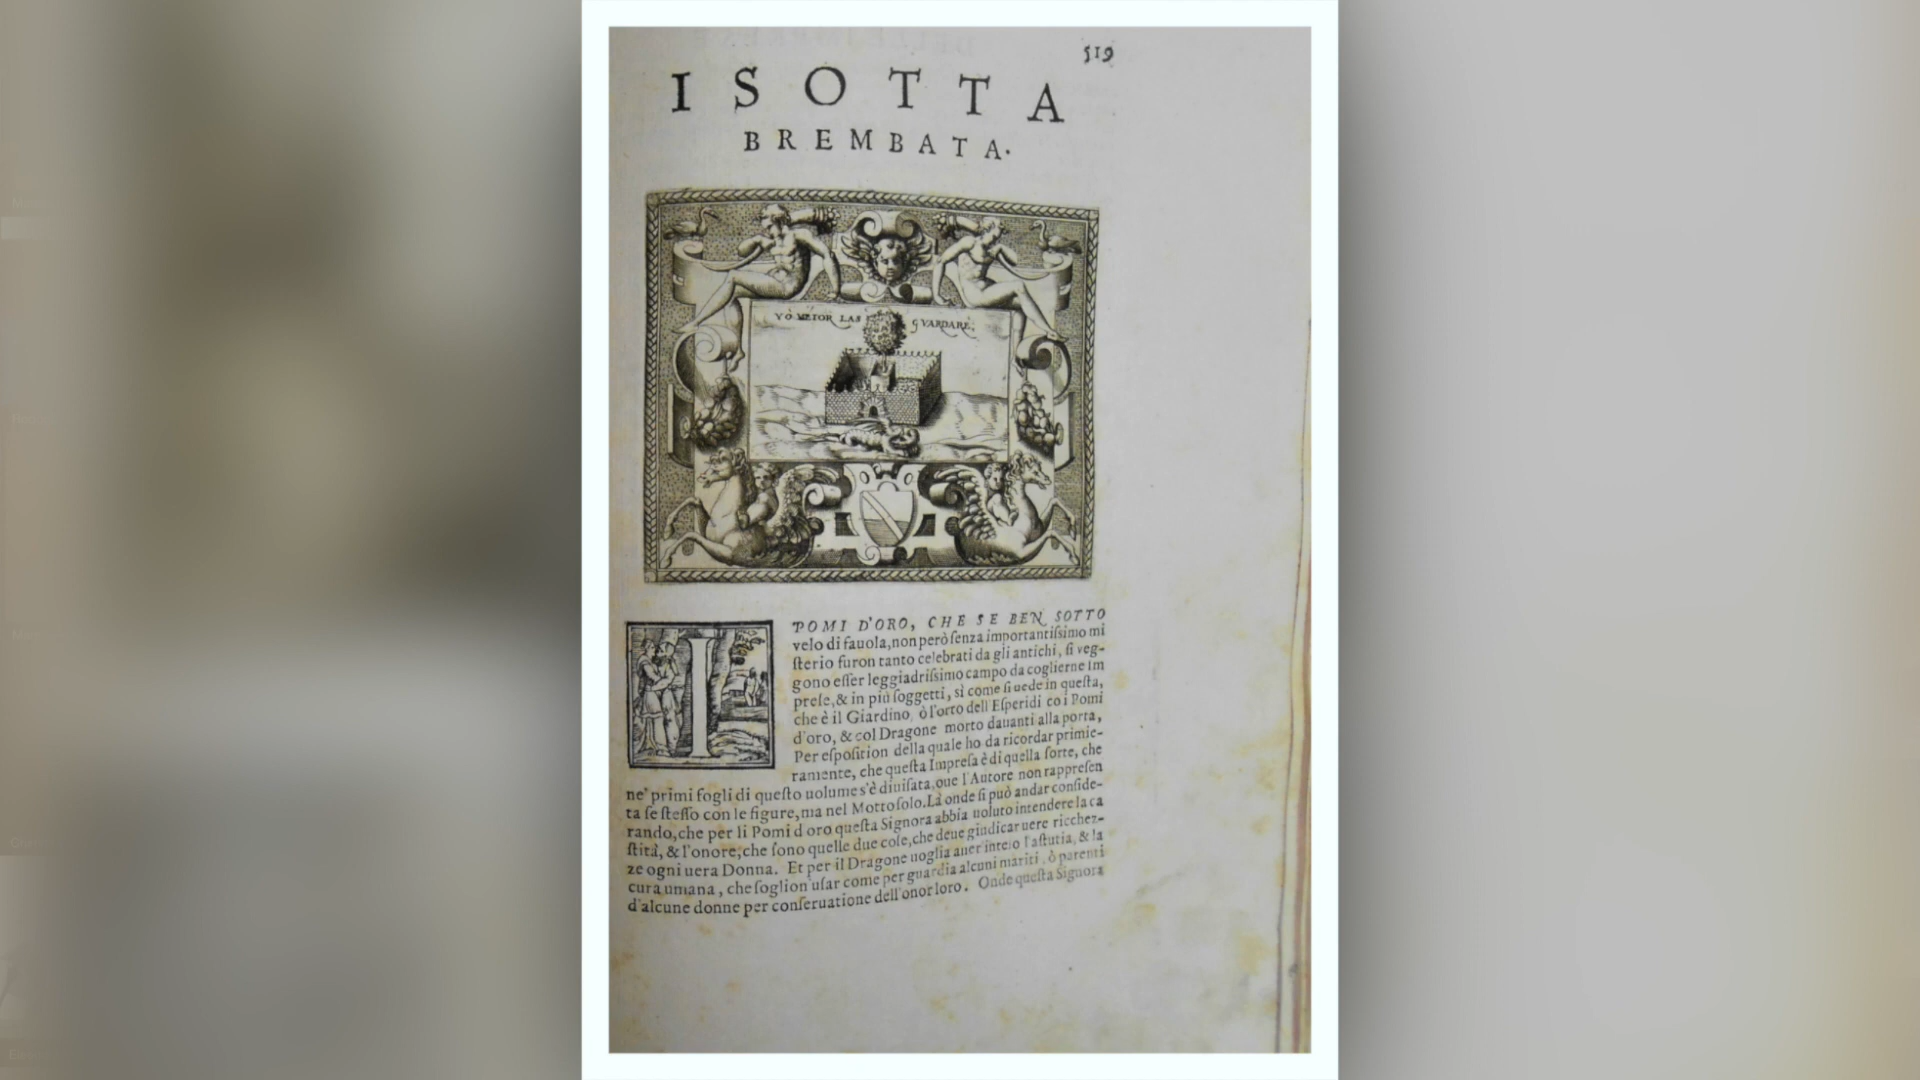 519
ISOTTA
BREMBATA.
YO MEIOR LAS GVARDARE,
I POMI D'ORO, CHE SE BEN SOTTO
velo di fauola, non però ſenza importantiſsimo mi
ſterio furon tanto celebrati da gli antichi, ſi veg-
gono eſſer leggiadriſsimo campo da coglierne Im
preſe, & in più ſoggetti, sì come ſi uede in queſta,
che è il Giardino, ò l'orto dell'Eſperidi co i Pomi
d'oro, & col Dragone morto dauanti alla porta,
Per eſpoſition della quale ho da ricordar primie-
ramente, che queſta Impreſa è di quella ſorte, che
ne' primi fogli di queſto uolume s'è diuiſata, oue l'Autore non rappreſen
ta ſe ſteſſo con le figure, ma nel Motto ſolo. Là onde ſi può andar conſide-
rando, che per li Pomi d'oro queſta Signora abbia uoluto intendere la ca
ſtità, & l'onore, che ſono quelle due coſe, che deue giudicar uere ricchez-
ze ogni uera Donna. Et per il Dragone uoglia auer inteſo l'aſtutia, & la
cura umana, che ſoglion'uſar come per guardia alcuni mariti, ò parenti
d'alcune donne per conſeruatione dell'onor loro. Onde queſta Signora